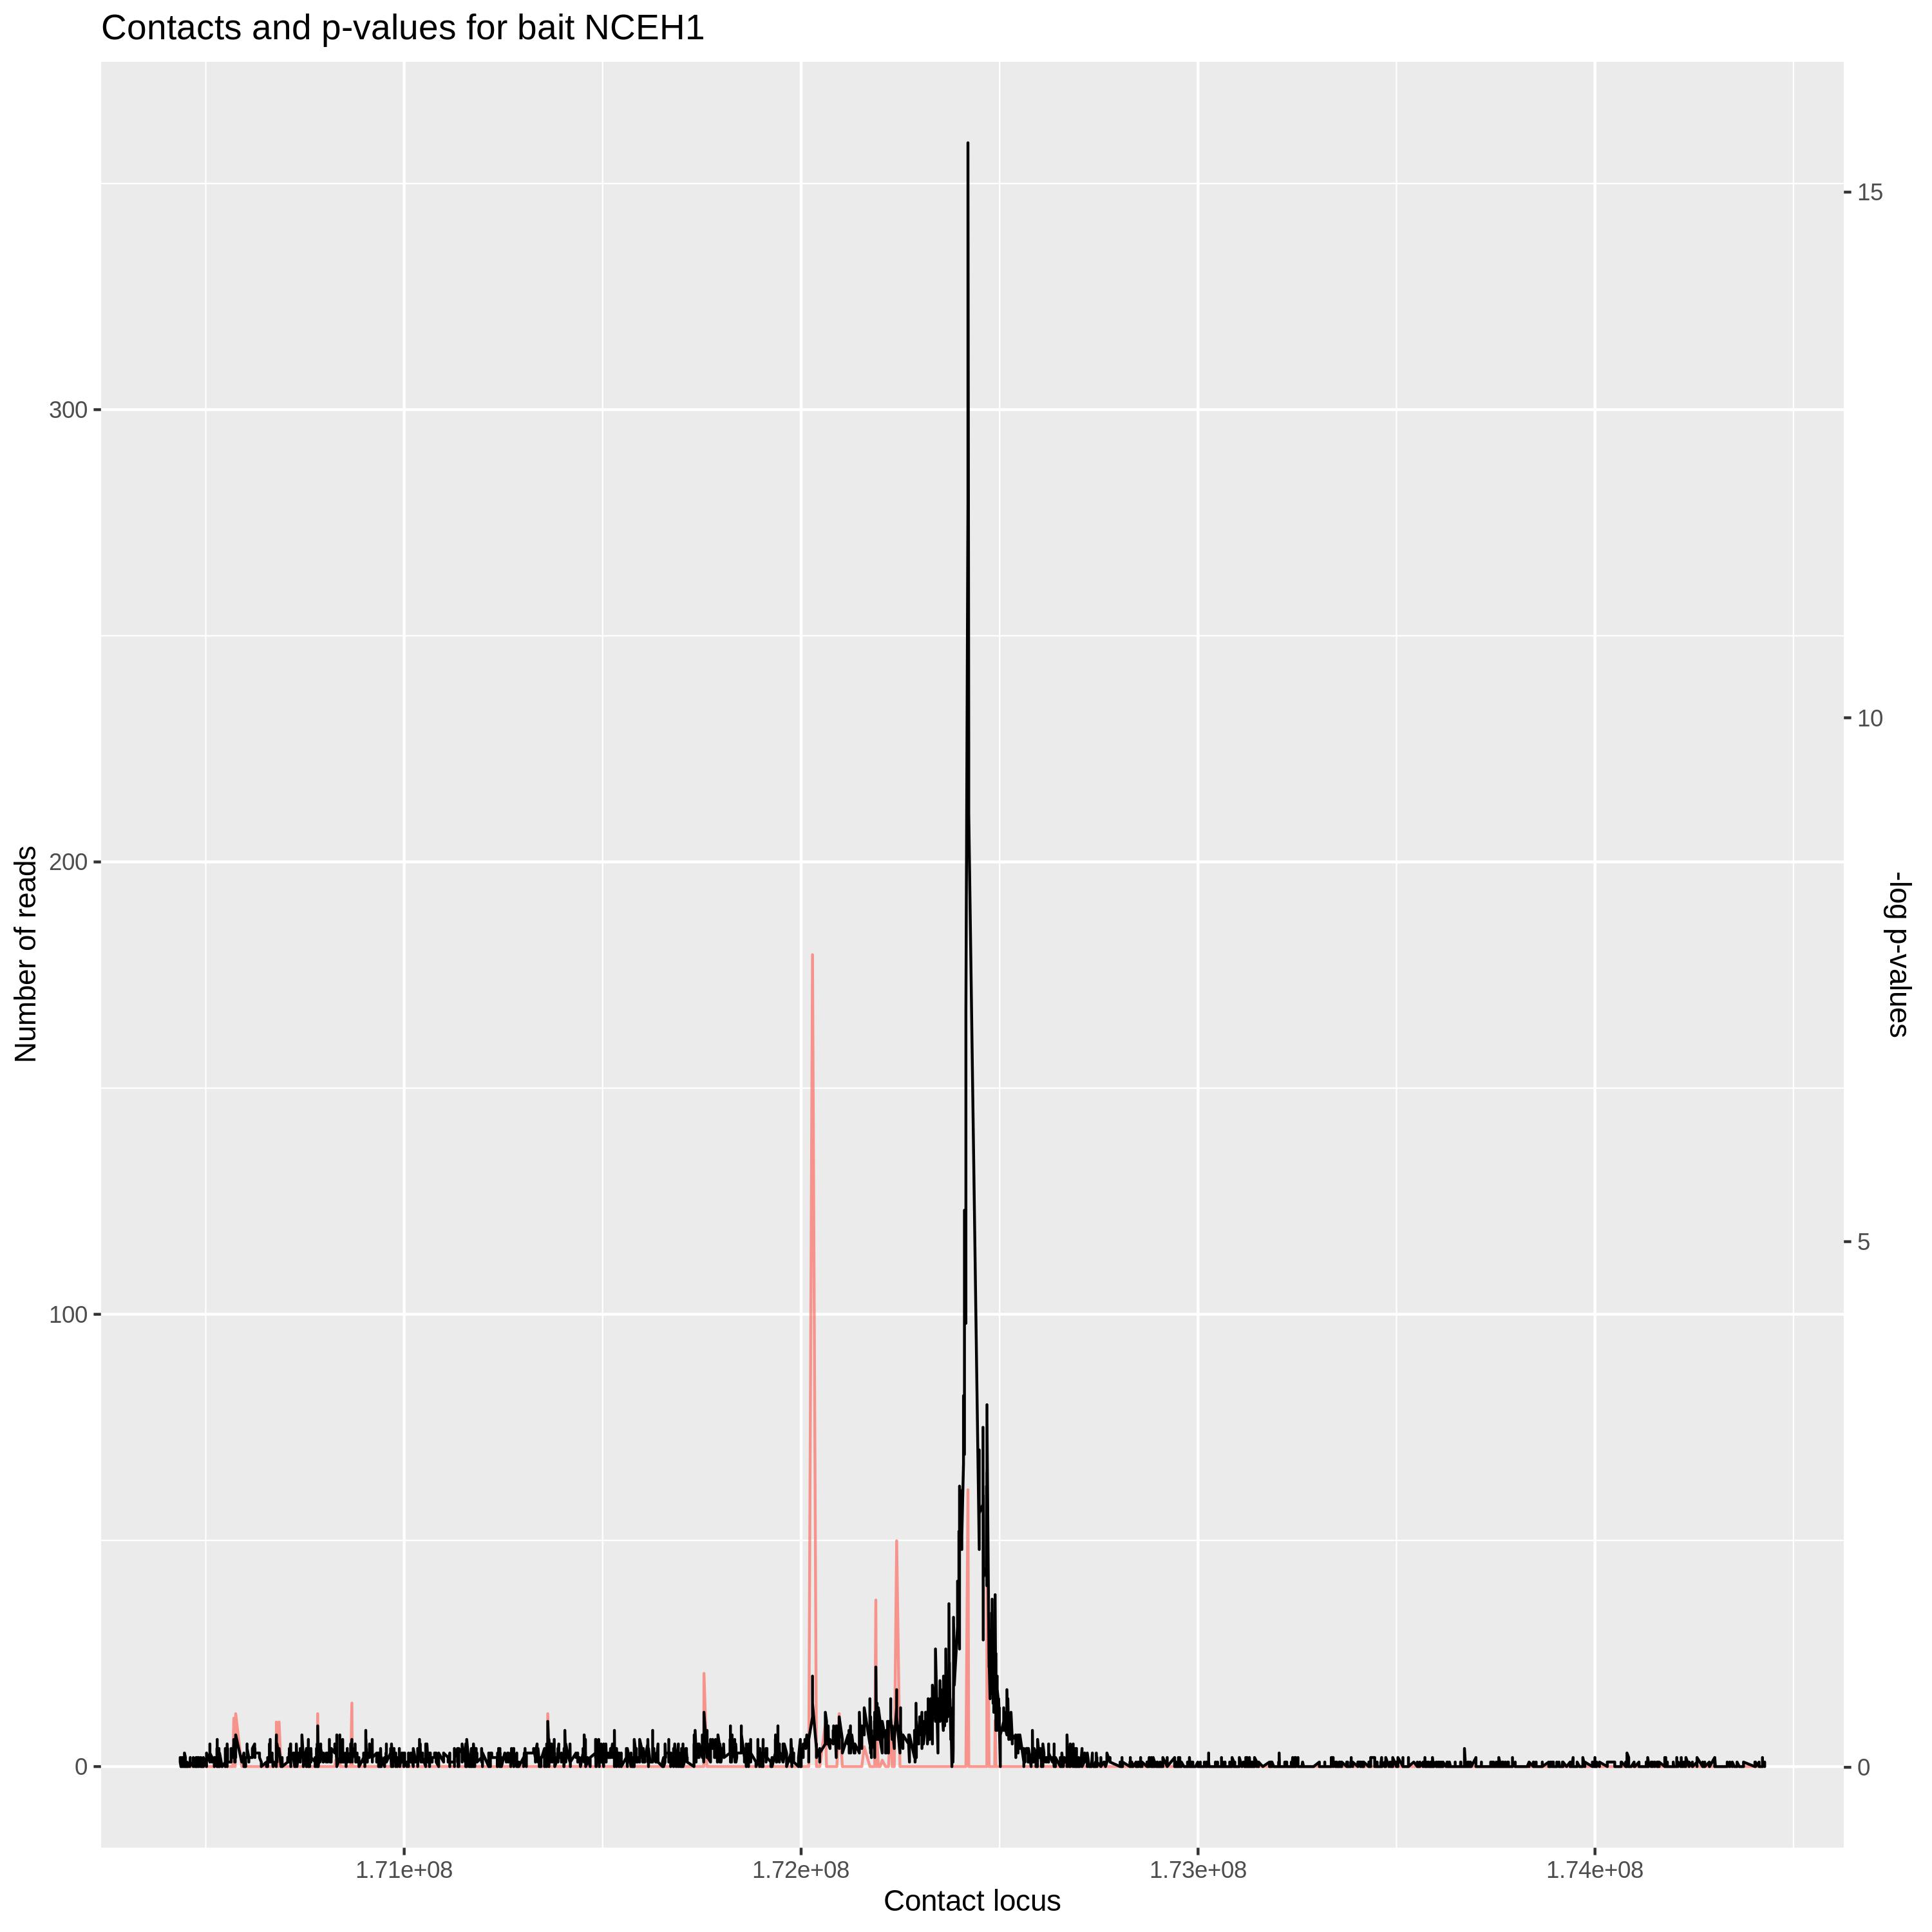 Contacts and p-values for bait NCEH1
Number of reads
300
200
100
0
15
10
5
0
-log p-values
1.71e+08
1.72e+08
1.73e+08
1.74e+08
Contact locus